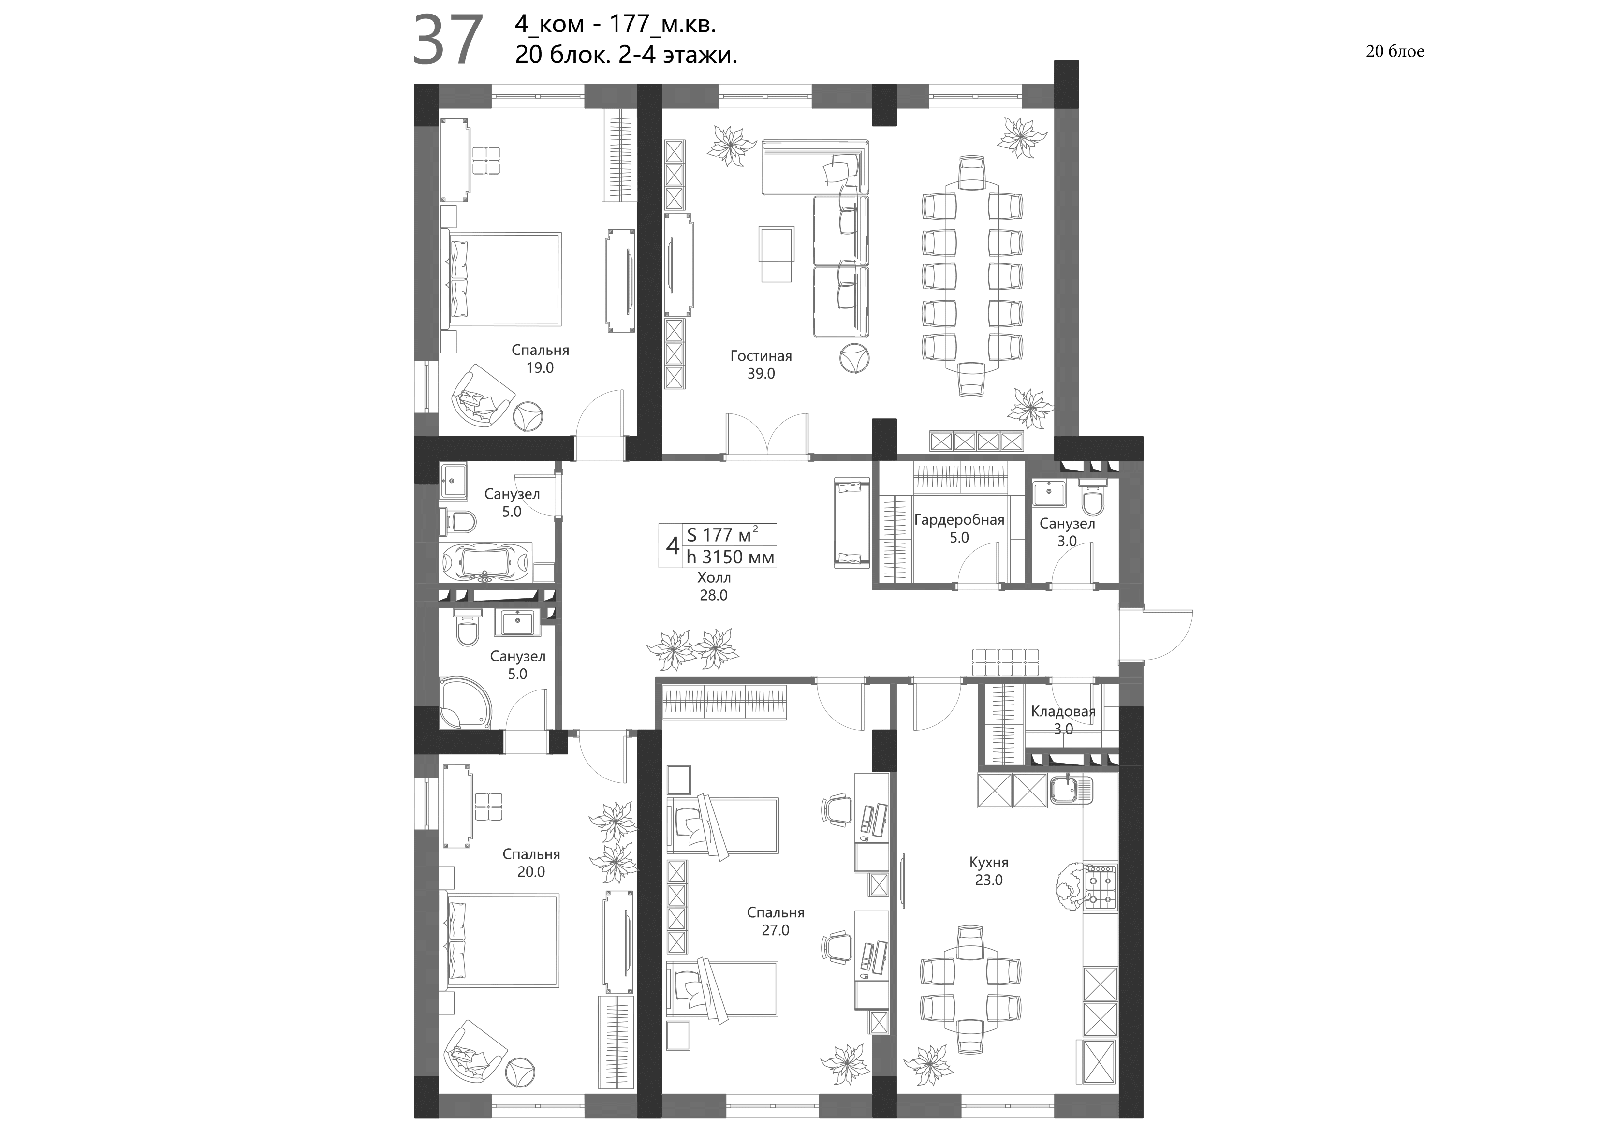 37
4_ком - 177_м.кв.
20 блок. 2-4 этажи.
20 блое
Спальня
19.0
Гостиная
39.0
Санузел
5.0
4
S 177 м²
h 3150 мм
Холл
28.0
Гардеробная
5.0
Санузел
3.0
Санузел
5.0
Кладовая
3.0
Спальня
20.0
Спальня
27.0
Кухня
23.0